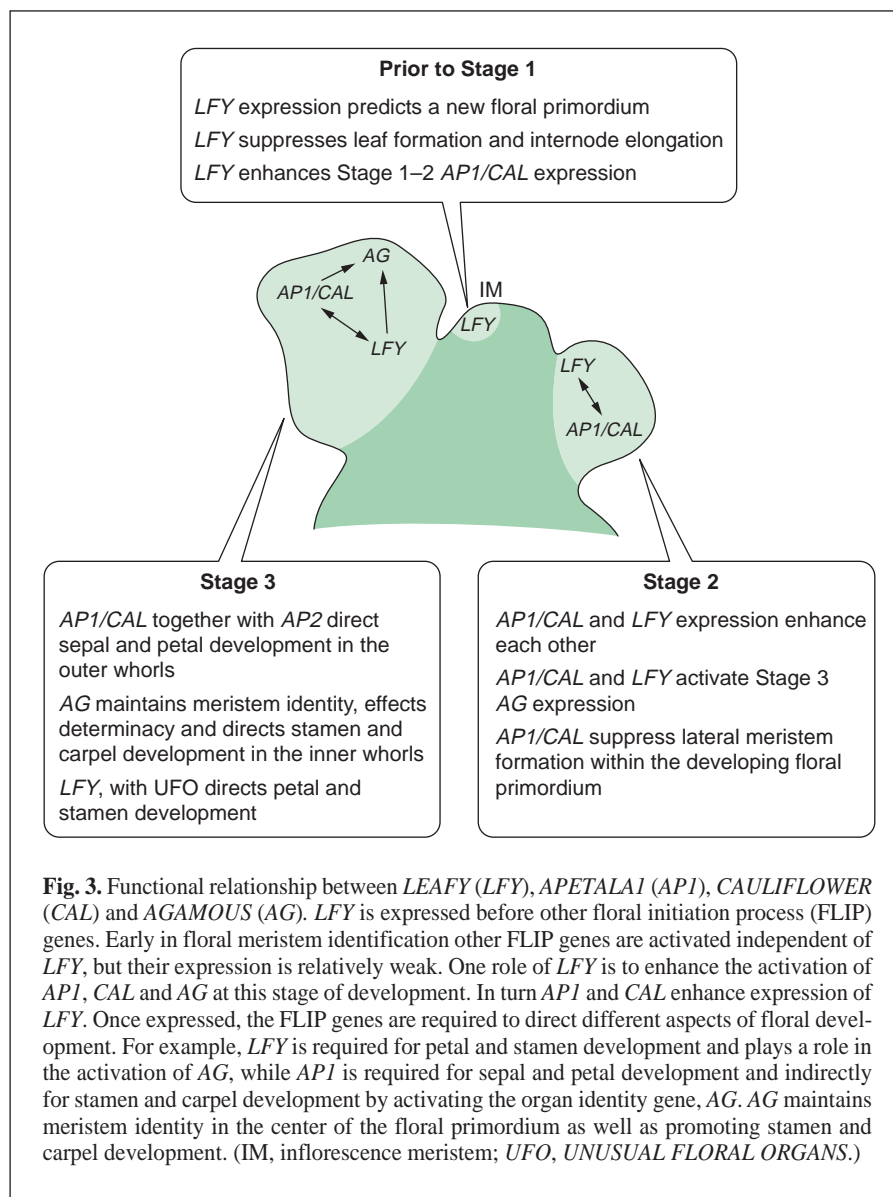 Prior to Stage 1
LFY expression predicts a new floral primordium
LFY suppresses leaf formation and internode elongation
LFY enhances Stage 1–2 AP1/CAL expression
AG
AP1/CAL
LFY
IM
LFY
LFY
AP1/CAL
Stage 3
AP1/CAL together with AP2 direct
sepal and petal development in the
outer whorls
AG maintains meristem identity, effects
determinacy and directs stamen and
carpel development in the inner whorls
LFY, with UFO directs petal and
stamen development
Stage 2
AP1/CAL and LFY expression enhance
each other
AP1/CAL and LFY activate Stage 3
AG expression
AP1/CAL suppress lateral meristem
formation within the developing floral
primordium
Fig. 3. Functional relationship between LEAFY (LFY), APETALA1 (AP1), CAULIFLOWER
(CAL) and AGAMOUS (AG). LFY is expressed before other floral initiation process (FLIP)
genes. Early in floral meristem identification other FLIP genes are activated independent of
LFY, but their expression is relatively weak. One role of LFY is to enhance the activation of
AP1, CAL and AG at this stage of development. In turn AP1 and CAL enhance expression of
LFY. Once expressed, the FLIP genes are required to direct different aspects of floral devel-
opment. For example, LFY is required for petal and stamen development and plays a role in
the activation of AG, while AP1 is required for sepal and petal development and indirectly
for stamen and carpel development by activating the organ identity gene, AG. AG maintains
meristem identity in the center of the floral primordium as well as promoting stamen and
carpel development. (IM, inflorescence meristem; UFO, UNUSUAL FLORAL ORGANS.)